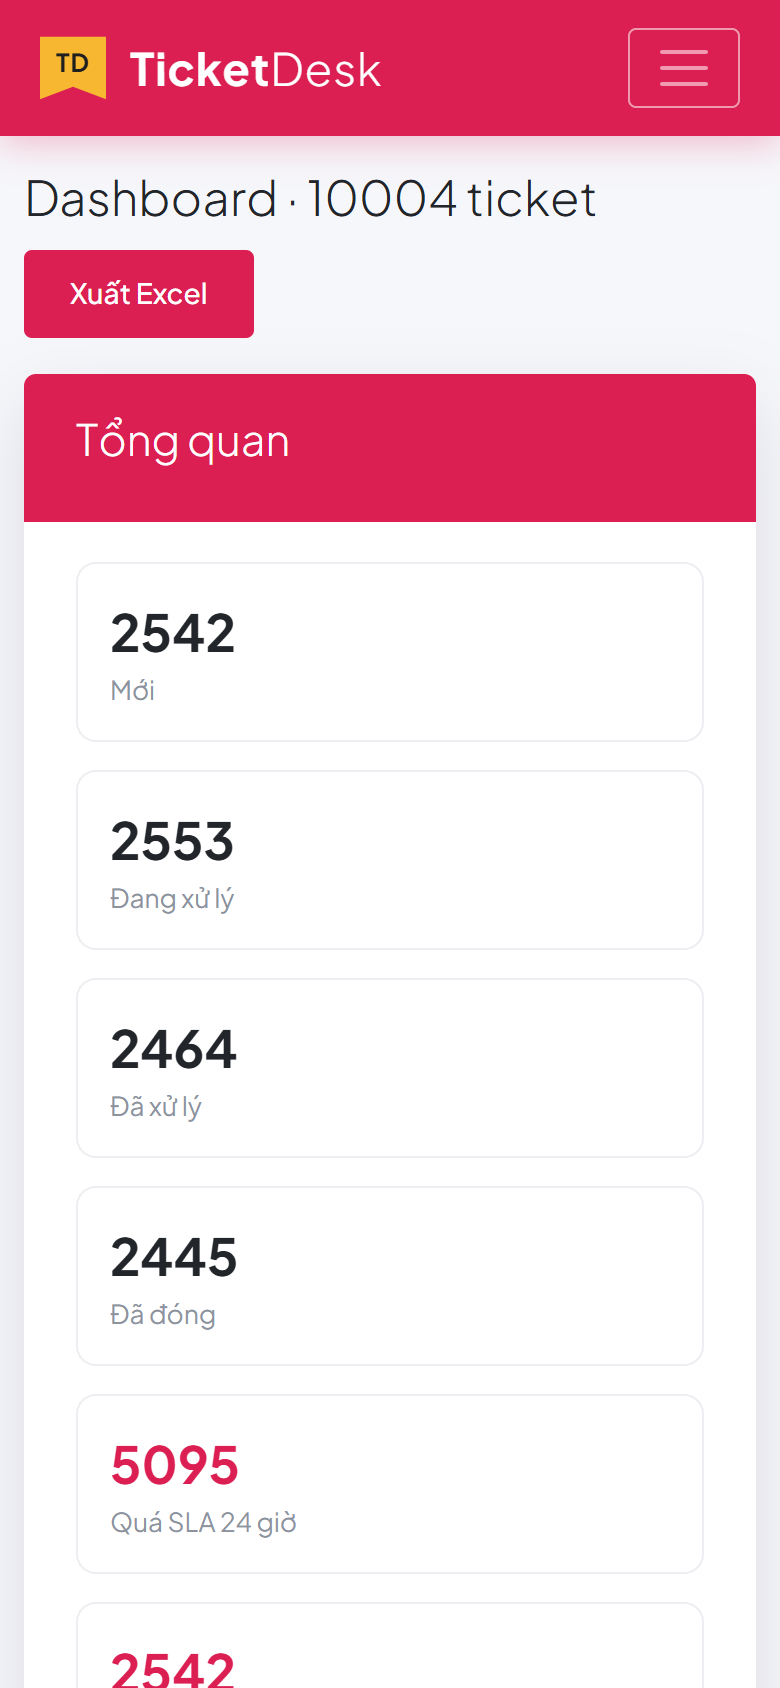 TD
TicketDesk
Dashboard · 10004 ticket
Xuất Excel
Tổng quan
2542
Mới
2553
Đang xử lý
2464
Đã xử lý
2445
Đã đóng
5095
Quá SLA 24 giờ
2542